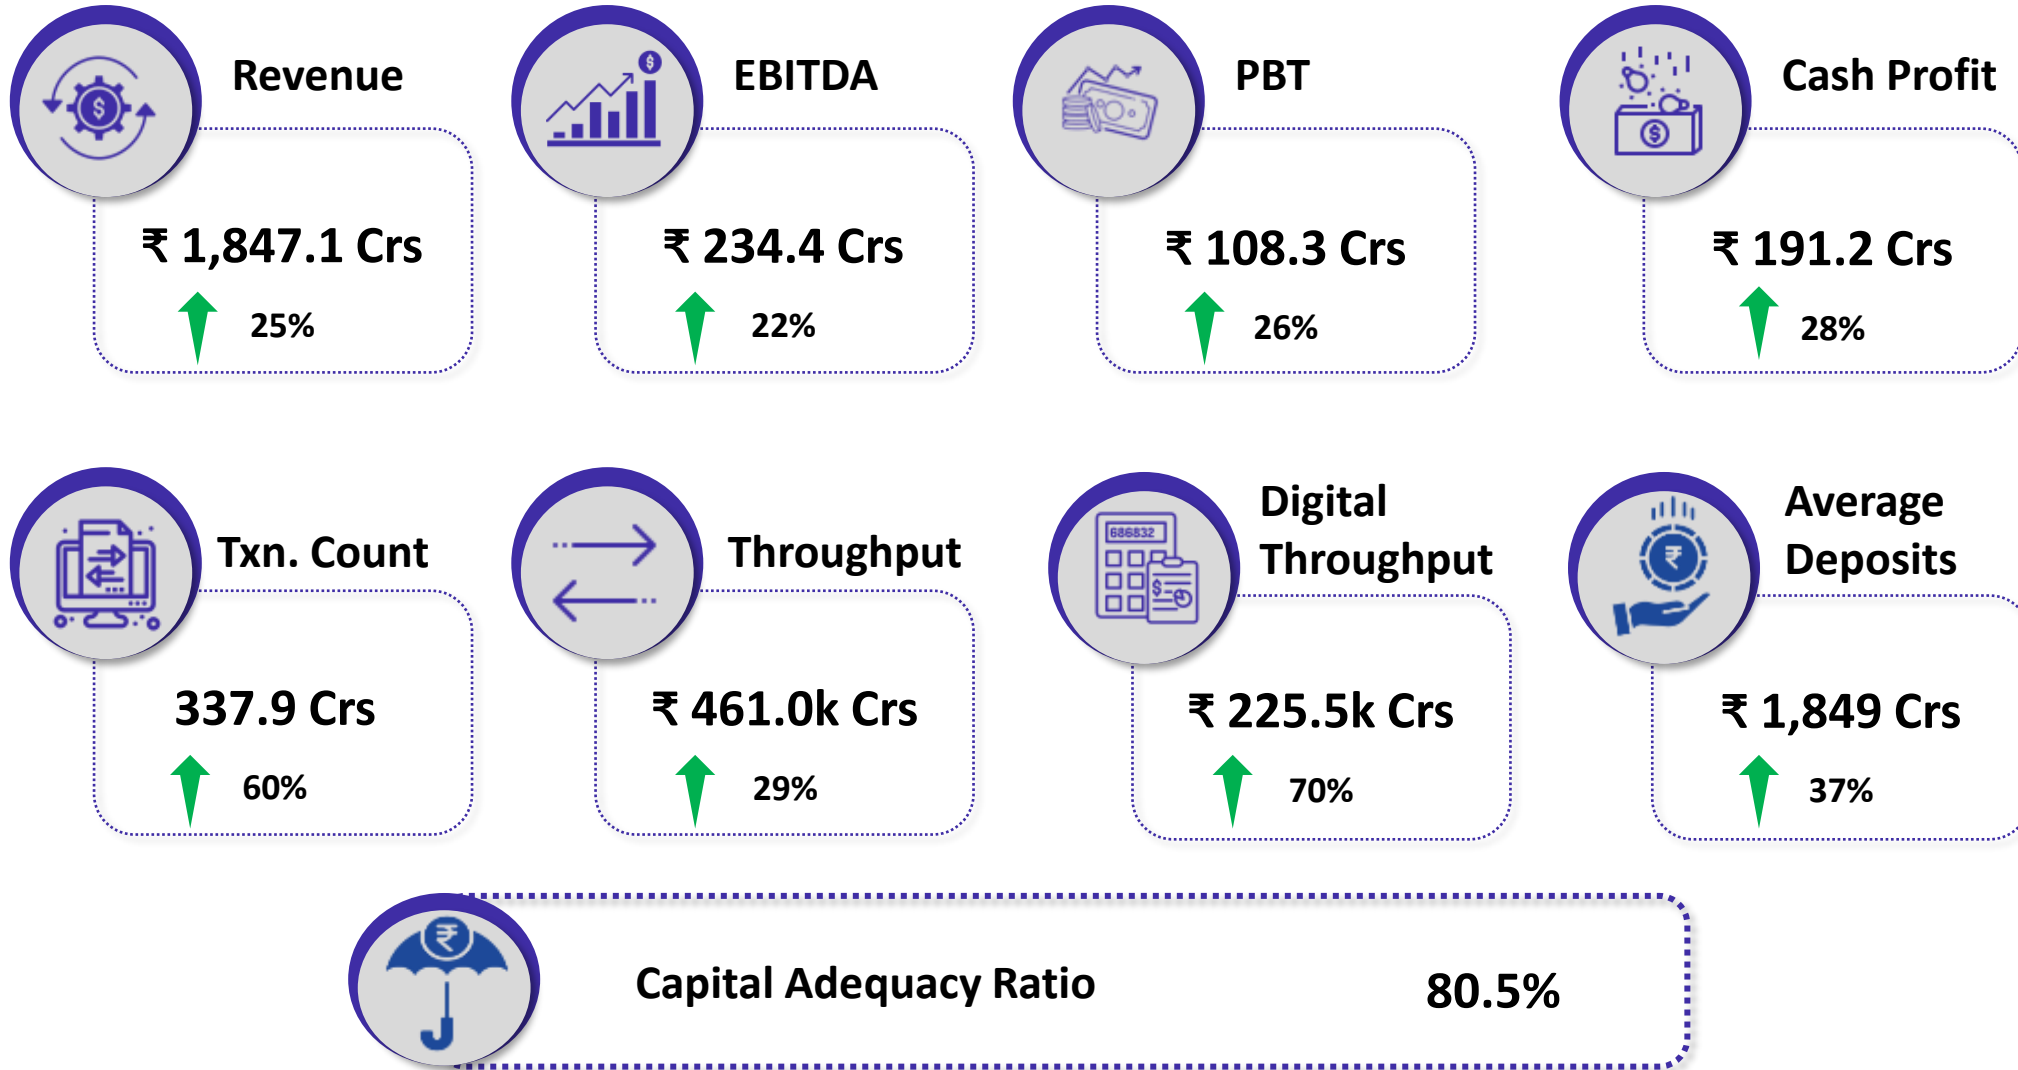 Revenue
₹ 1,847.1 Crs
25%
EBITDA
₹ 234.4 Crs
22%
PBT
₹ 108.3 Crs
26%
Cash Profit
₹ 191.2 Crs
28%
Txn. Count
337.9 Crs
60%
Throughput
₹ 461.0k Crs
29%
686832
Digital
Throughput
₹ 225.5k Crs
70%
Average
Deposits
₹ 1,849 Crs
37%
Capital Adequacy Ratio
80.5%